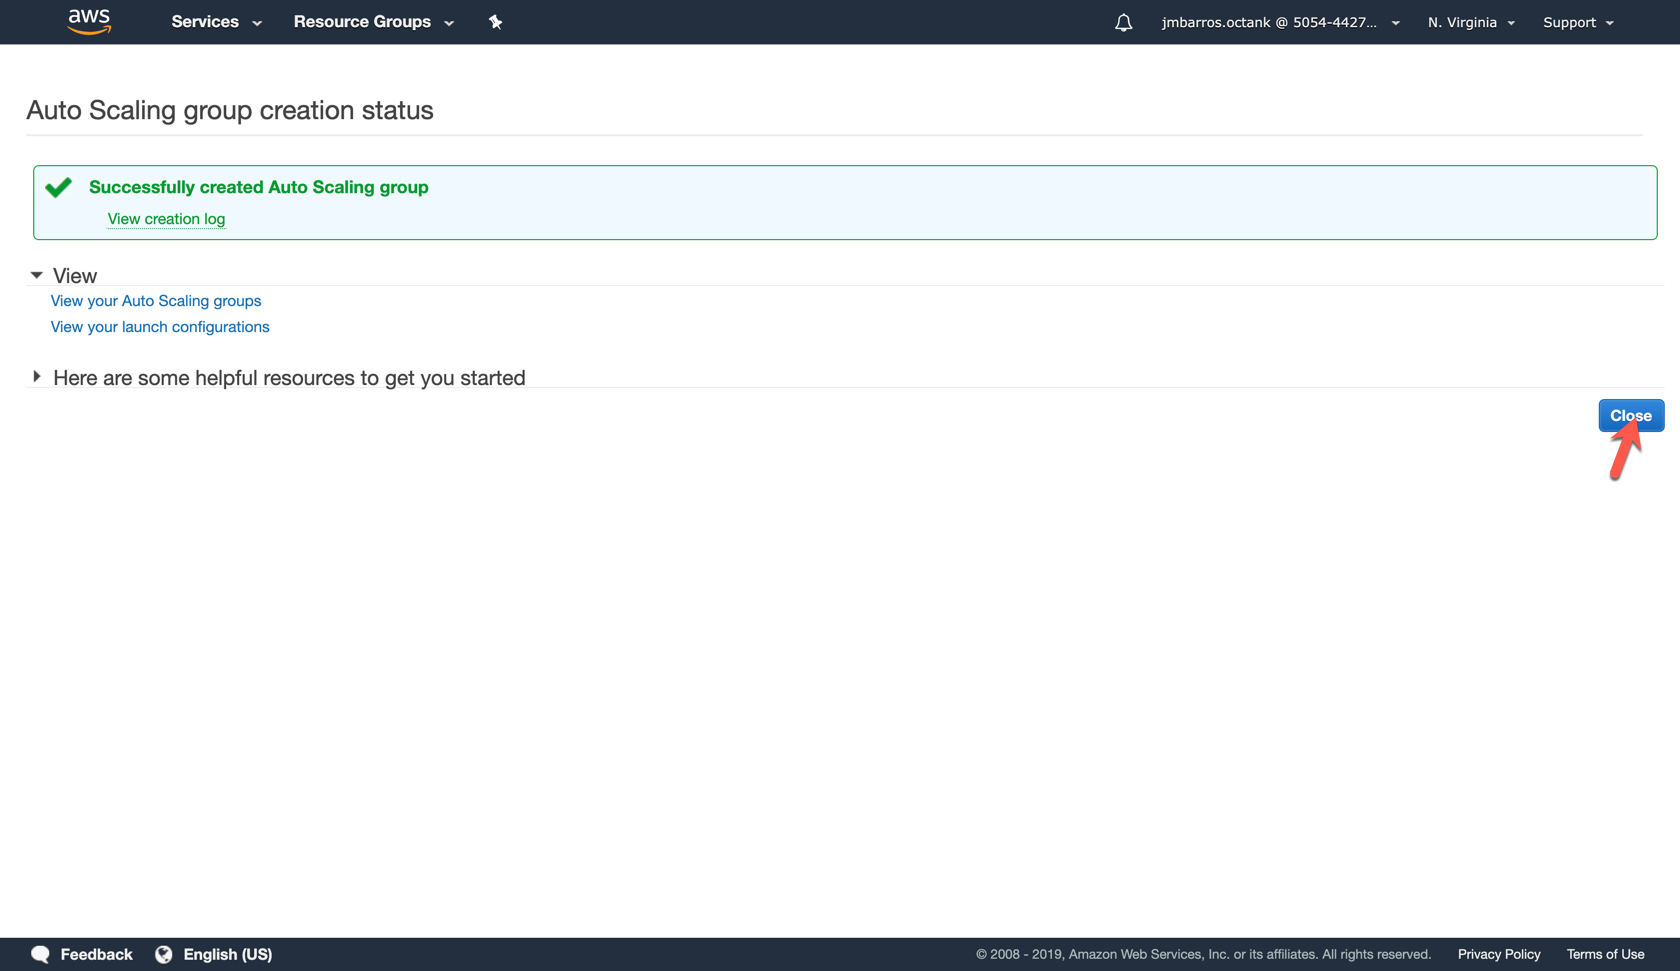 aws Services Resource Groups jmbarros.octank @ 5054-4427... N. Virginia Support
Auto Scaling group creation status
Successfully created Auto Scaling group
View creation log
View
View your Auto Scaling groups
View your launch configurations
Here are some helpful resources to get you started
Close
Feedback English (US) © 2008 - 2019, Amazon Web Services, Inc. or its affiliates. All rights reserved. Privacy Policy Terms of Use